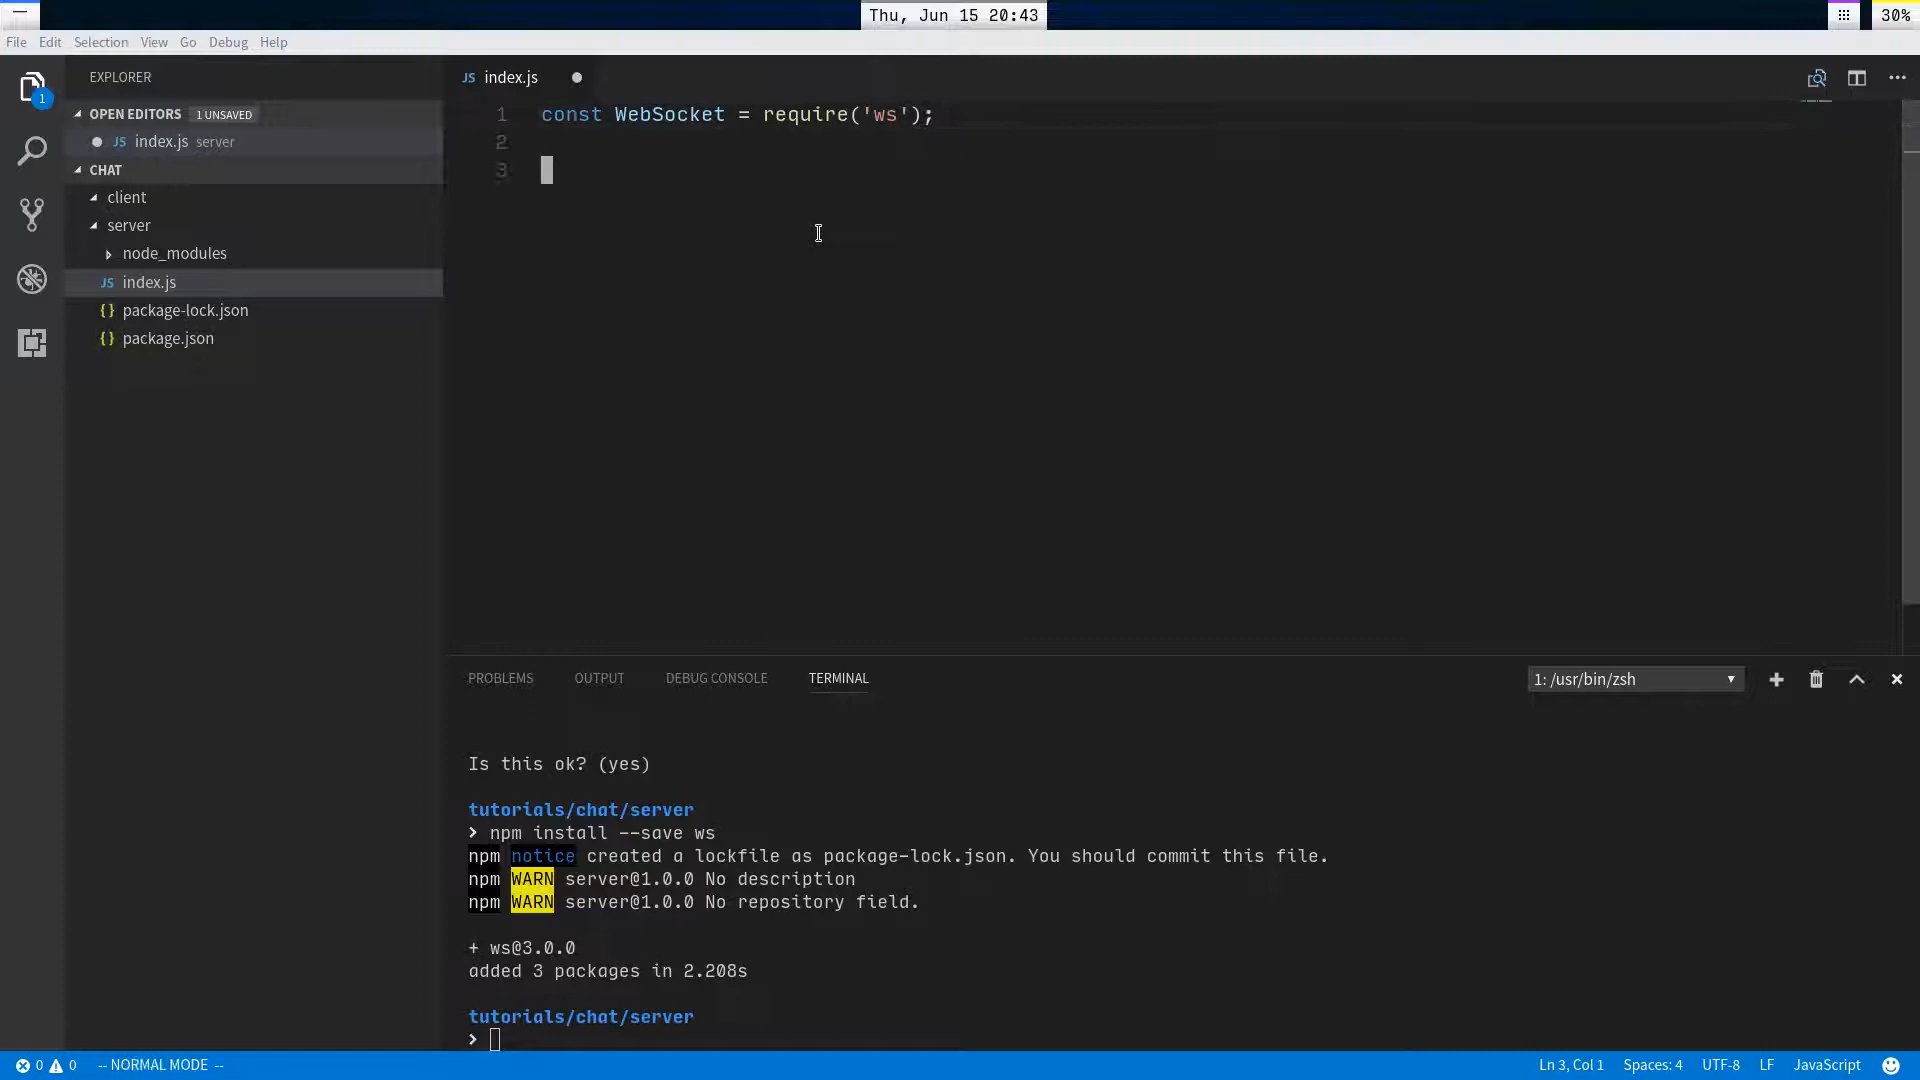 Thu, Jun 15 20:43
30%
File Edit Selection View Go Debug Help
EXPLORER
OPEN EDITORS 1 UNSAVED
JS index.js server
CHAT
client
server
node_modules
JS index.js
{} package-lock.json
{} package.json
1
JS index.js
1 const WebSocket = require('ws');
2
3
PROBLEMS OUTPUT DEBUG CONSOLE TERMINAL
1: /usr/bin/zsh
Is this ok? (yes)
tutorials/chat/server
❯ npm install --save ws
npm notice created a lockfile as package-lock.json. You should commit this file.
npm WARN server@1.0.0 No description
npm WARN server@1.0.0 No repository field.
+ ws@3.0.0
added 3 packages in 2.208s
tutorials/chat/server
❯
0 0 -- NORMAL MODE --
Ln 3, Col 1 Spaces: 4 UTF-8 LF JavaScript